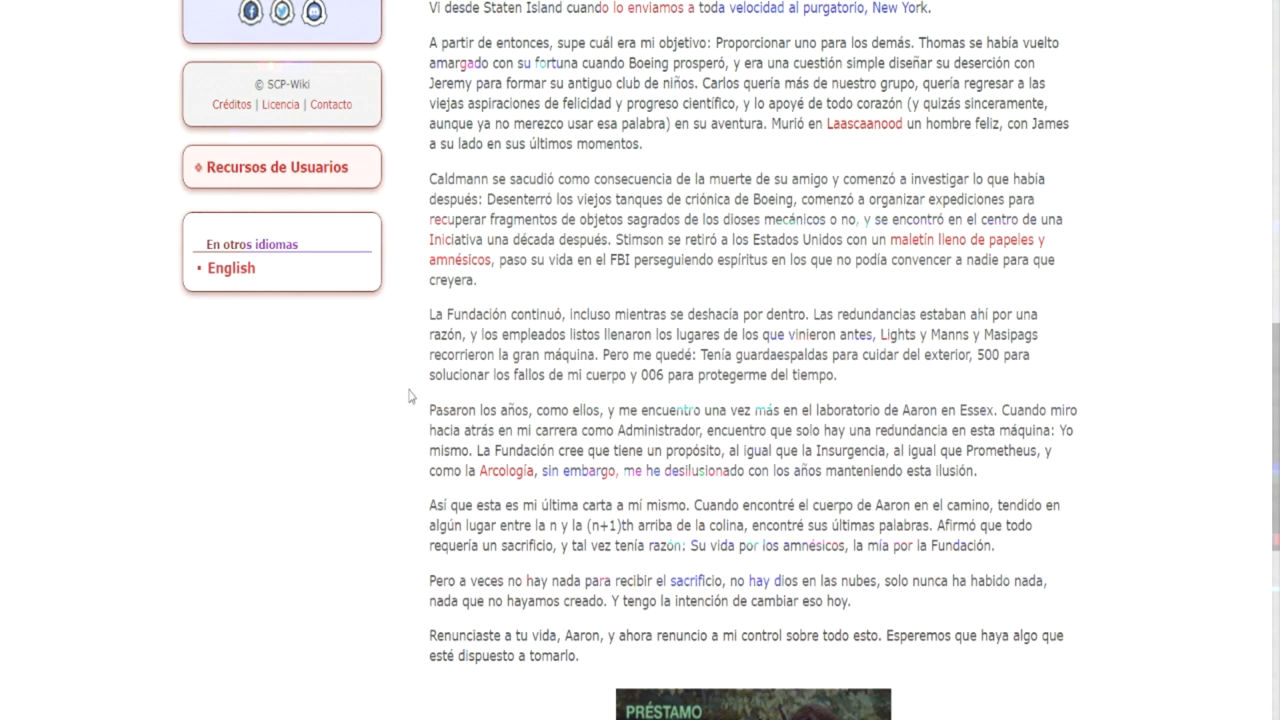 © SCP-Wiki
Créditos | Licencia | Contacto
Recursos de Usuarios
En otros idiomas
• English
Vi desde Staten Island cuando lo enviamos a toda velocidad al purgatorio, New York.
A partir de entonces, supe cuál era mi objetivo: Proporcionar uno para los demás. Thomas se había vuelto
amargado con su fortuna cuando Boeing prosperó, y era una cuestión simple diseñar su deserción con
Jeremy para formar su antiguo club de niños. Carlos quería más de nuestro grupo, quería regresar a las
viejas aspiraciones de felicidad y progreso científico, y lo apoyé de todo corazón (y quizás sinceramente,
aunque ya no merezco usar esa palabra) en su aventura. Murió en Laascaanood un hombre feliz, con James
a su lado en sus últimos momentos.
Caldmann se sacudió como consecuencia de la muerte de su amigo y comenzó a investigar lo que había
después: Desenterró los viejos tanques de criónica de Boeing, comenzó a organizar expediciones para
recuperar fragmentos de objetos sagrados de los dioses mecánicos o no, y se encontró en el centro de una
Iniciativa una década después. Stimson se retiró a los Estados Unidos con un maletín lleno de papeles y
amnésicos, paso su vida en el FBI perseguiendo espíritus en los que no podía convencer a nadie para que
creyera.
La Fundación continuó, incluso mientras se deshacía por dentro. Las redundancias estaban ahí por una
razón, y los empleados listos llenaron los lugares de los que vinieron antes, Lights y Manns y Masipags
recorrieron la gran máquina. Pero me quedé: Tenía guardaespaldas para cuidar del exterior, 500 para
solucionar los fallos de mi cuerpo y 006 para protegerme del tiempo.
Pasaron los años, como ellos, y me encuentro una vez más en el laboratorio de Aaron en Essex. Cuando miro
hacia atrás en mi carrera como Administrador, encuentro que solo hay una redundancia en esta máquina: Yo
mismo. La Fundación cree que tiene un propósito, al igual que la Insurgencia, al igual que Prometheus, y
como la Arcología, sin embargo, me he desilusionado con los años manteniendo esta ilusión.
Así que esta es mi última carta a mí mismo. Cuando encontré el cuerpo de Aaron en el camino, tendido en
algún lugar entre la n y la (n+1)th arriba de la colina, encontré sus últimas palabras. Afirmó que todo
requería un sacrificio, y tal vez tenía razón: Su vida por los amnésicos, la mía por la Fundación.
Pero a veces no hay nada para recibir el sacrificio, no hay dios en las nubes, solo nunca ha habido nada,
nada que no hayamos creado. Y tengo la intención de cambiar eso hoy.
Renunciaste a tu vida, Aaron, y ahora renuncio a mi control sobre todo esto. Esperemos que haya algo que
esté dispuesto a tomarlo.
PRÉSTAMO